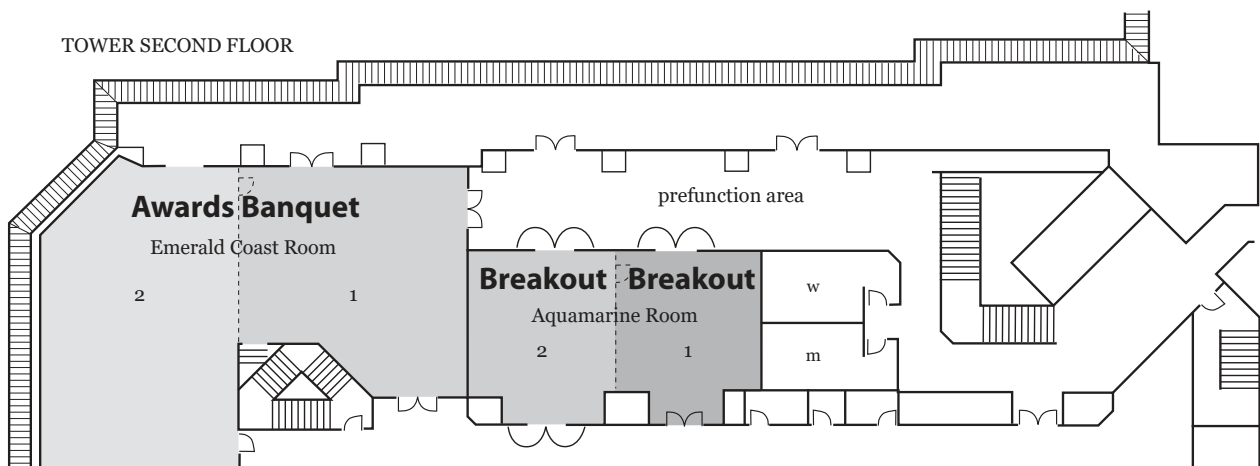 TOWER SECOND FLOOR
prefunction area
Awards Banquet
Emerald Coast Room
2
1
Breakout
Breakout
Aquamarine Room
2
1
w
m